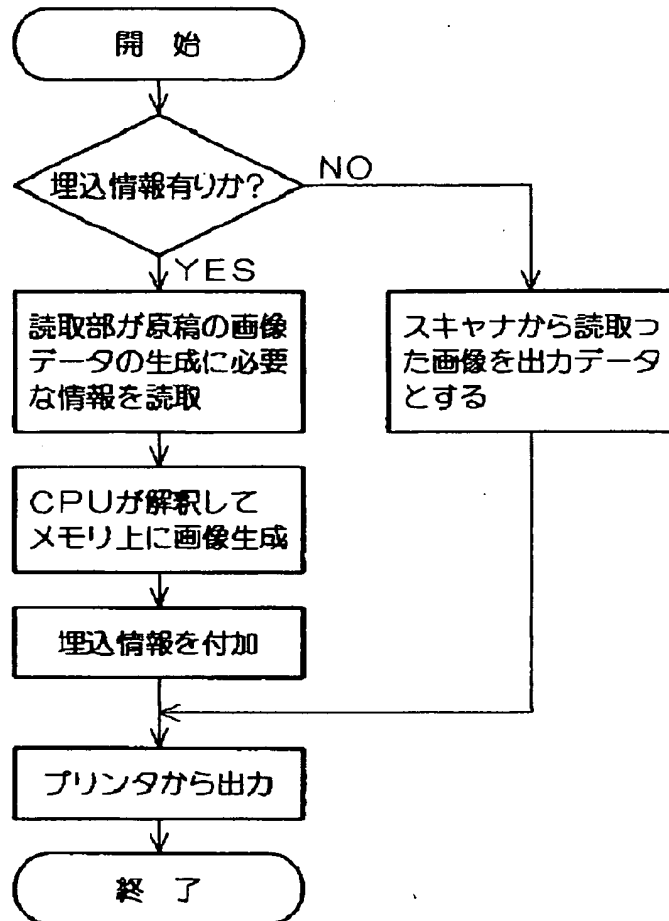 開 始
埋込情報有りか?
NO
YES
読取部が原稿の画像
データの生成に必要
な情報を読取
スキャナから読取っ
た画像を出力データ
とする
CPUが解釈して
メモリ上に画像生成
埋込情報を付加
プリンタから出力
終 了